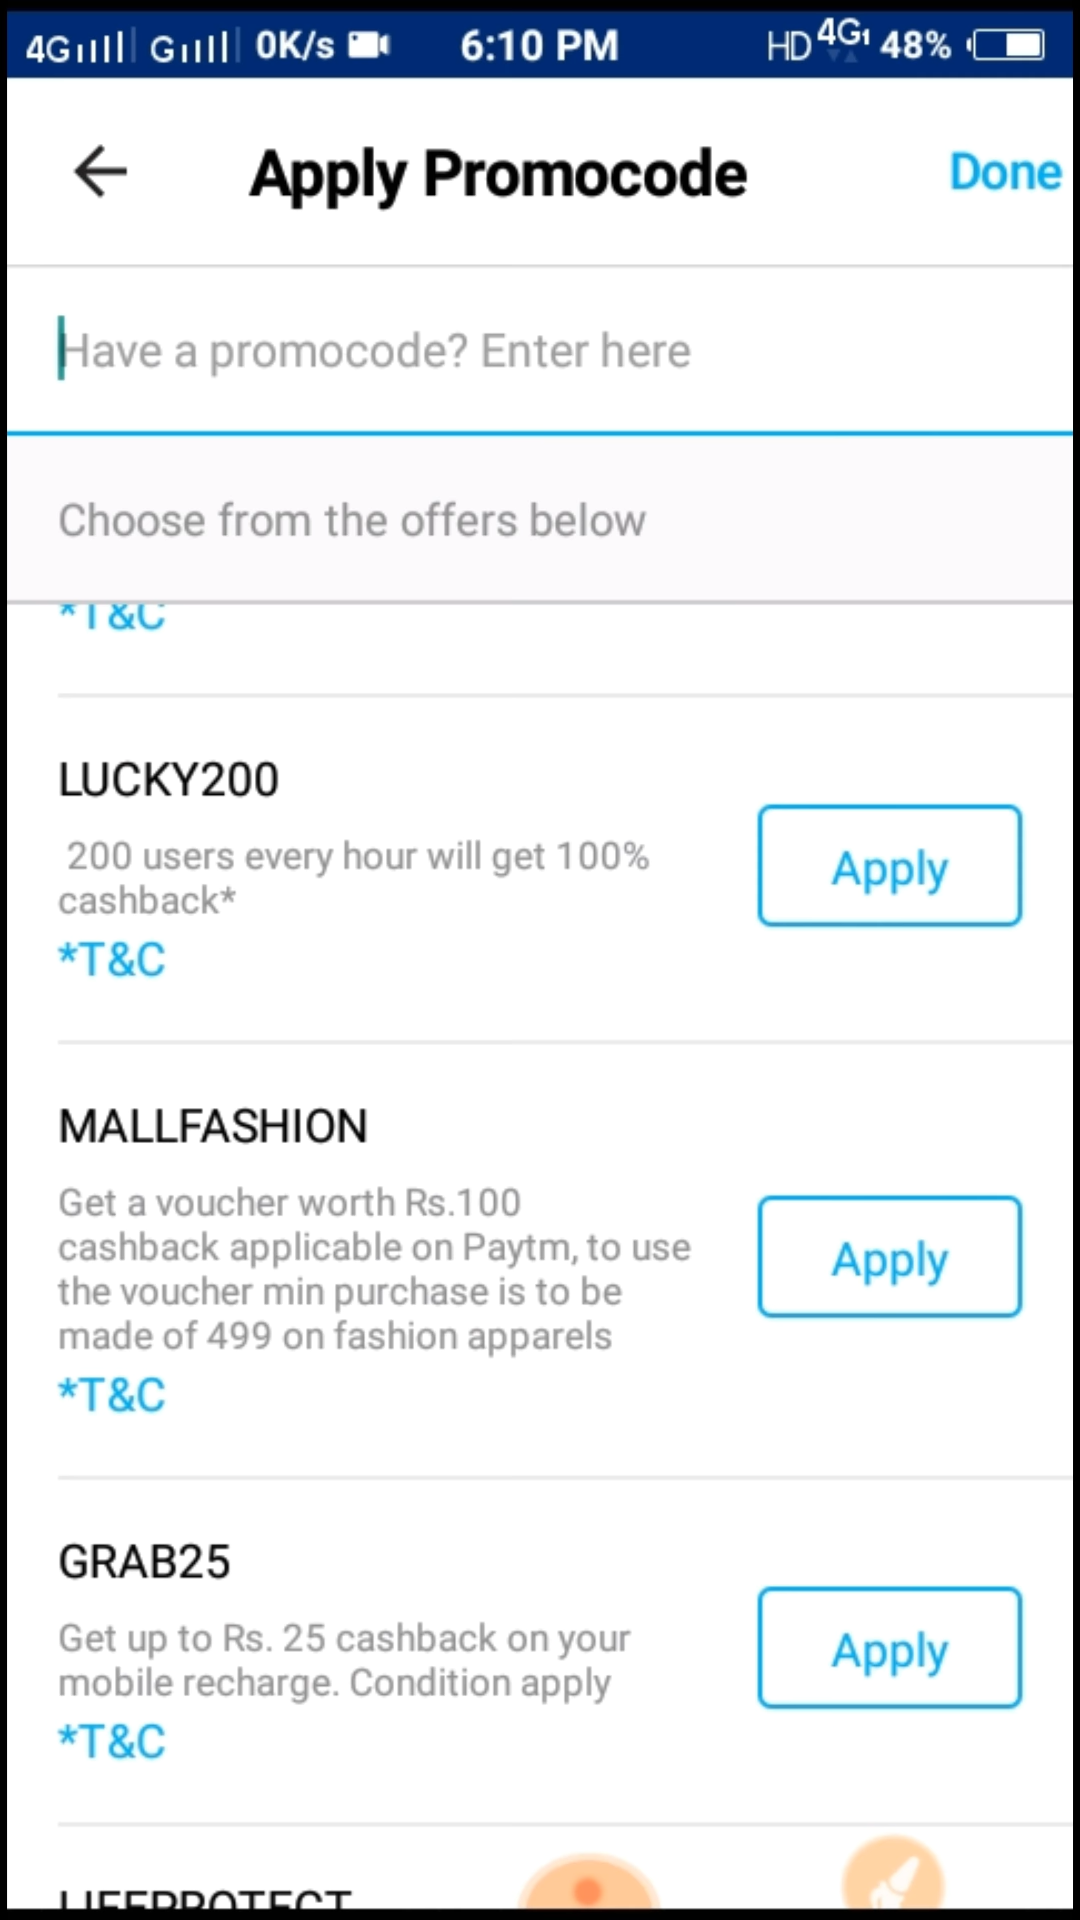 4G G 0K/s 6:10 PM HD 4G1 48%
Apply Promocode Done
Have a promocode? Enter here
Choose from the offers below
*T&C
LUCKY200
200 users every hour will get 100%
cashback*
*T&C
Apply
MALLFASHION
Get a voucher worth Rs.100
cashback applicable on Paytm, to use
the voucher min purchase is to be
made of 499 on fashion apparels
*T&C
Apply
GRAB25
Get up to Rs. 25 cashback on your
mobile recharge. Condition apply
*T&C
Apply
LIFEPROTECT